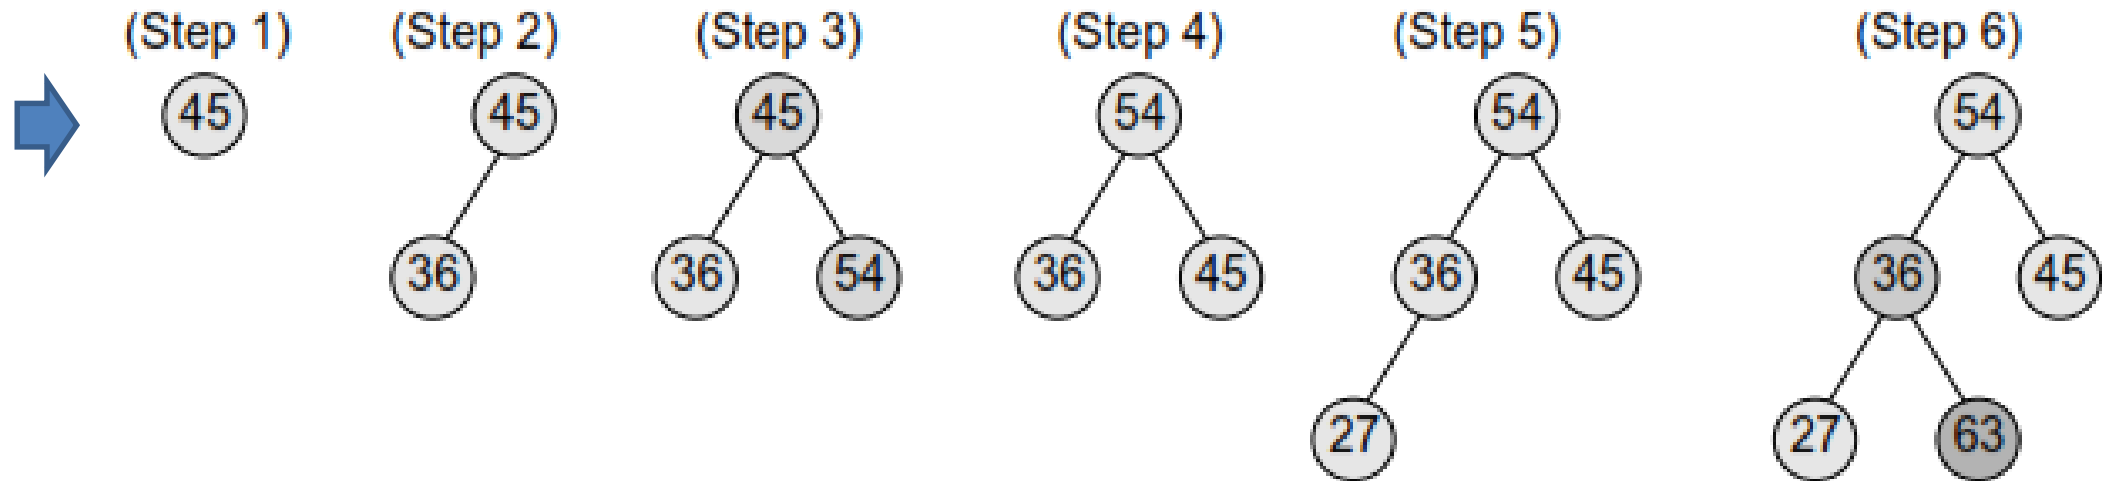 (Step 1) (Step 2) (Step 3) (Step 4) (Step 5) (Step 6)
45 45 45 54 54 54
36 36 54 36 45 36 45 36 45
27 27 63